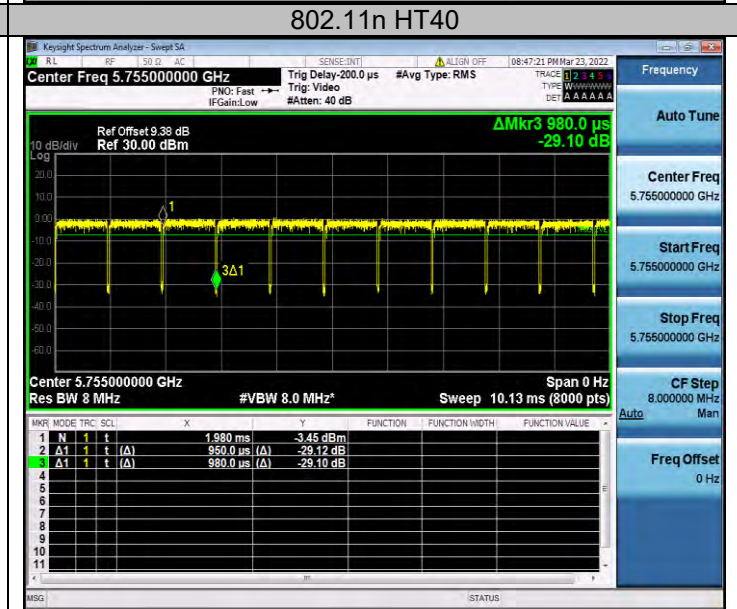 802.11n HT40
Keysight Spectrum Analyzer - Swept SA
RL RF 50 Ω AC SENSE:INT ALIGN OFF 08:47:21 PM Mar 23, 2022
Center Freq 5.755000000 GHz
PNO: Fast
IFGain:Low
Trig Delay-200.0 µs
Trig: Video
#Atten: 40 dB
#Avg Type: RMS
TRACE 1 2 3 4 5 6
TYPE W
DET A A A A A A
Ref Offset 9.38 dB
10 dB/div Ref 30.00 dBm
Log
ΔMkr3 980.0 µs
-29.10 dB
20.0
10.0
0.00
-10.0
-20.0
-30.0
-40.0
-50.0
-60.0
1
3Δ1
Center 5.755000000 GHz Span 0 Hz
Res BW 8 MHz #VBW 8.0 MHz* Sweep 10.13 ms (8000 pts)
MKR MODE TRC SCL X Y FUNCTION FUNCTION WIDTH FUNCTION VALUE
1 N 1 t 1.980 ms -3.45 dBm
2 Δ1 1 t (Δ) 950.0 µs (Δ) -29.12 dB
3 Δ1 1 t (Δ) 980.0 µs (Δ) -29.10 dB
4
5
6
7
8
9
10
11
MSG STATUS
Frequency
Auto Tune
Center Freq
5.755000000 GHz
Start Freq
5.755000000 GHz
Stop Freq
5.755000000 GHz
CF Step
8.000000 MHz
Auto Man
Freq Offset
0 Hz